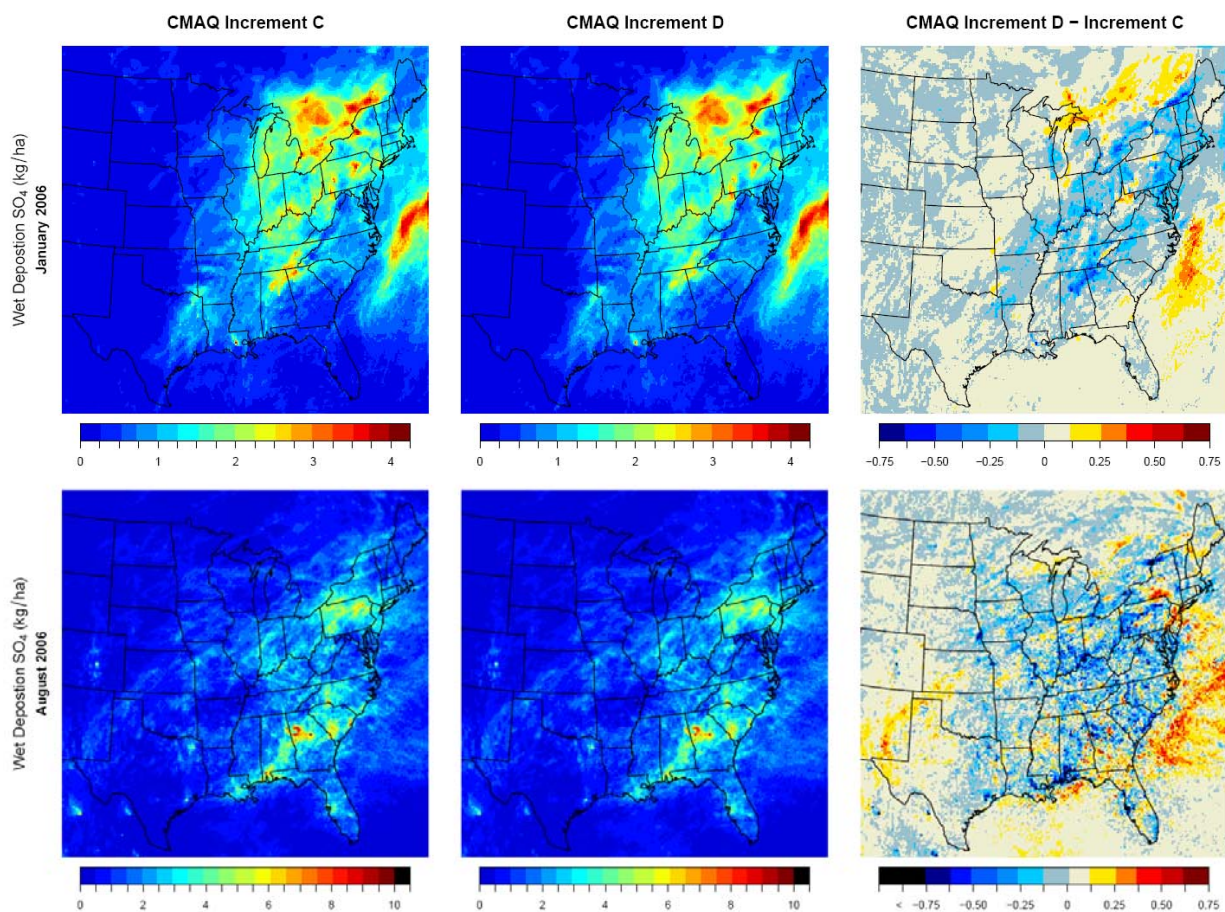 CMAQ Increment C
CMAQ Increment D
CMAQ Increment D − Increment C
Wet Depostion SO₄ (kg/ha)
January 2006
0 1 2 3 4
0 1 2 3 4
−0.75 −0.50 −0.25 0 0.25 0.50 0.75
Wet Deposition SO₄ (kg/ha)
August 2006
0 2 4 6 8 10
0 2 4 6 8 10
< −0.75 −0.50 −0.25 0 0.25 0.50 0.75